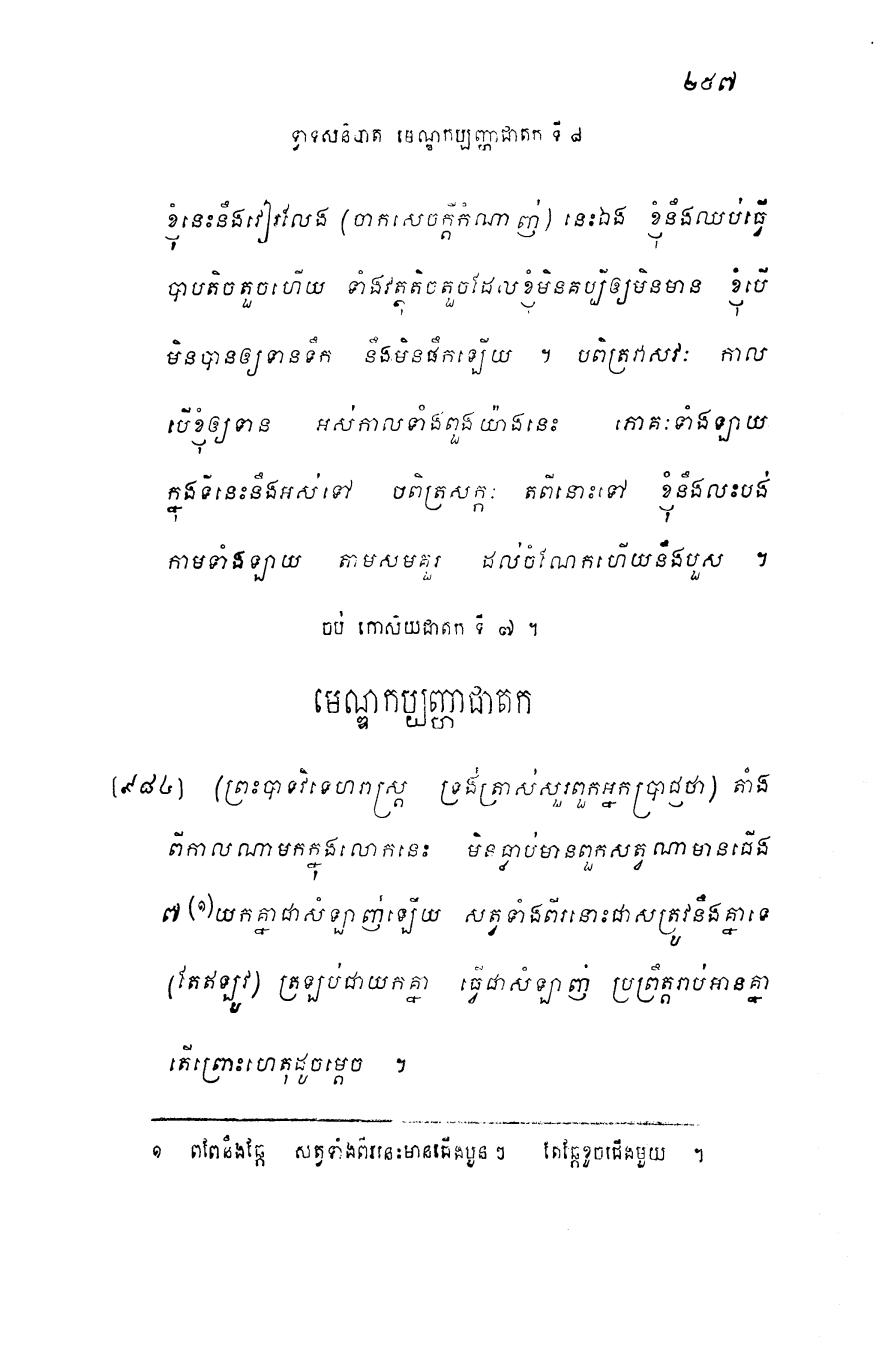 ២៥៧
ទ្វាទសនិបាត មេណ្ឌកប្បញ្ហាជាតក ទី ៨
ខ្ញុំនេះនឹងវៀរលែង (ចាកសេចក្តីកំណាញ់) នេះឯង ខ្ញុំនឹងឈប់ធ្វើ
បាបតិចតួចហើយ ទាំងវត្ថុតិចតួចដែលខ្ញុំមិនគប្បីឲ្យមិនមាន ខ្ញុំបើ
មិនបានឲ្យទានទឹក នឹងមិនផឹកឡើយ ។ បពិត្រវាសវៈ កាល
បើខ្ញុំឲ្យទាន អស់កាលទាំងពួងយ៉ាងនេះ ភោគៈទាំងឡាយ
ក្នុងទីនេះនឹងអស់ទៅ បពិត្រសក្កៈ តពីនោះទៅ ខ្ញុំនឹងលះបង់
កាមទាំងឡាយ តាមសមគួរ ដល់ចំណែកហើយនឹងបួស ។
ចប់ កោសិយជាតក ទី ៧ ។
មេណ្ឌកប្បញ្ហាជាតក
[៩៨៤] (ព្រះបាទវិទេហរាស្ត្រ ទ្រង់ត្រាស់សួរពួកអ្នកប្រាជ្ញថា) តាំង
ពីកាលណាមកក្នុងលោកនេះ មិនធ្លាប់មានពួកសត្វណាមានជើង
៧ (១) យកគ្នាជាសំឡាញ់ឡើយ សត្វទាំងពីរនោះជាសត្រូវនឹងគ្នាទេ
(តែឥឡូវ) ត្រឡប់ជាយកគ្នា ធ្វើជាសំឡាញ់ ប្រព្រឹត្តរាប់អានគ្នា
តើព្រោះហេតុដូចម្តេច ។
១ ពពែនឹងឆ្កែ សត្វទាំងពីរនេះមានជើងបួនៗ តែឆ្កែខូចជើងមួយ ។